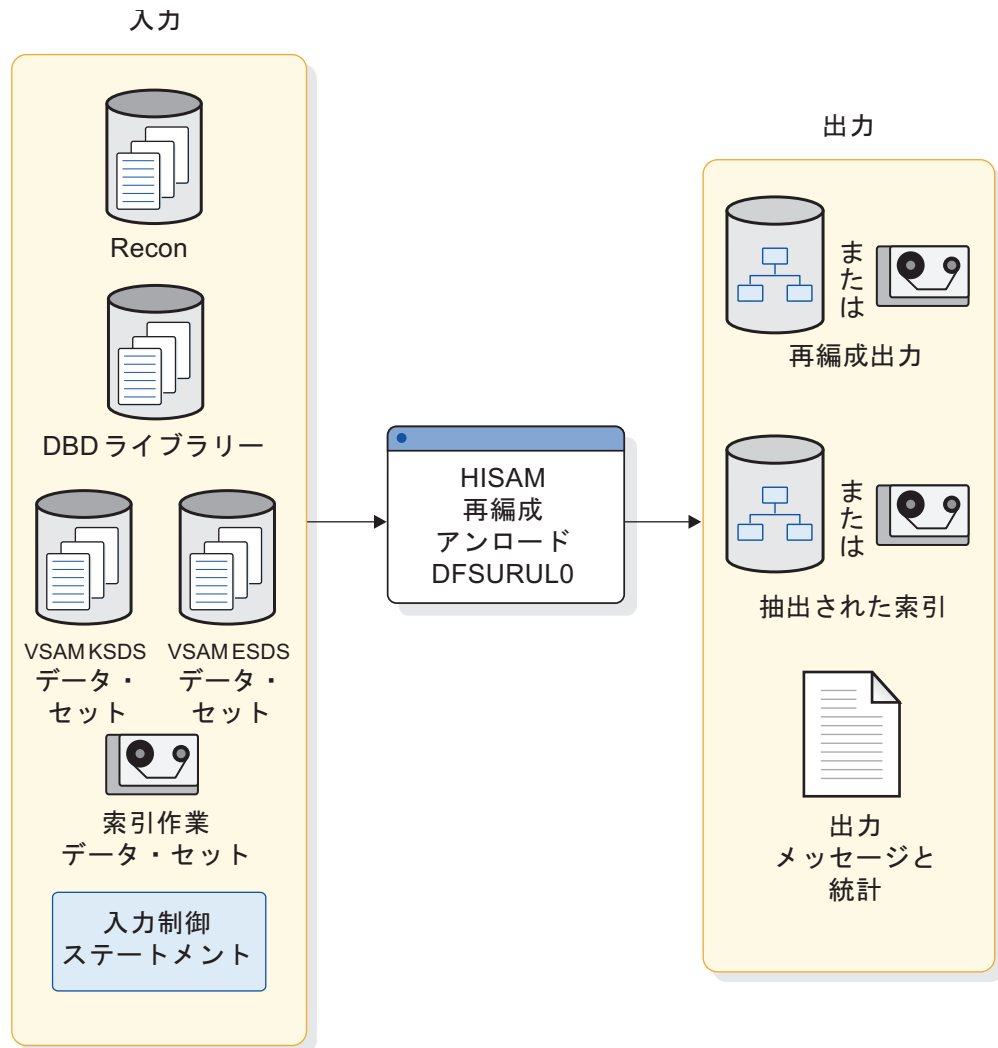 入力
Recon
DBD ライブラリー
VSAM KSDS
データ・
セット
VSAM ESDS
データ・
セット
索引作業
データ・セット
入力制御
ステートメント
HISAM
再編成
アンロード
DFSURUL0
出力
または
再編成出力
または
抽出された索引
出力
メッセージと
統計